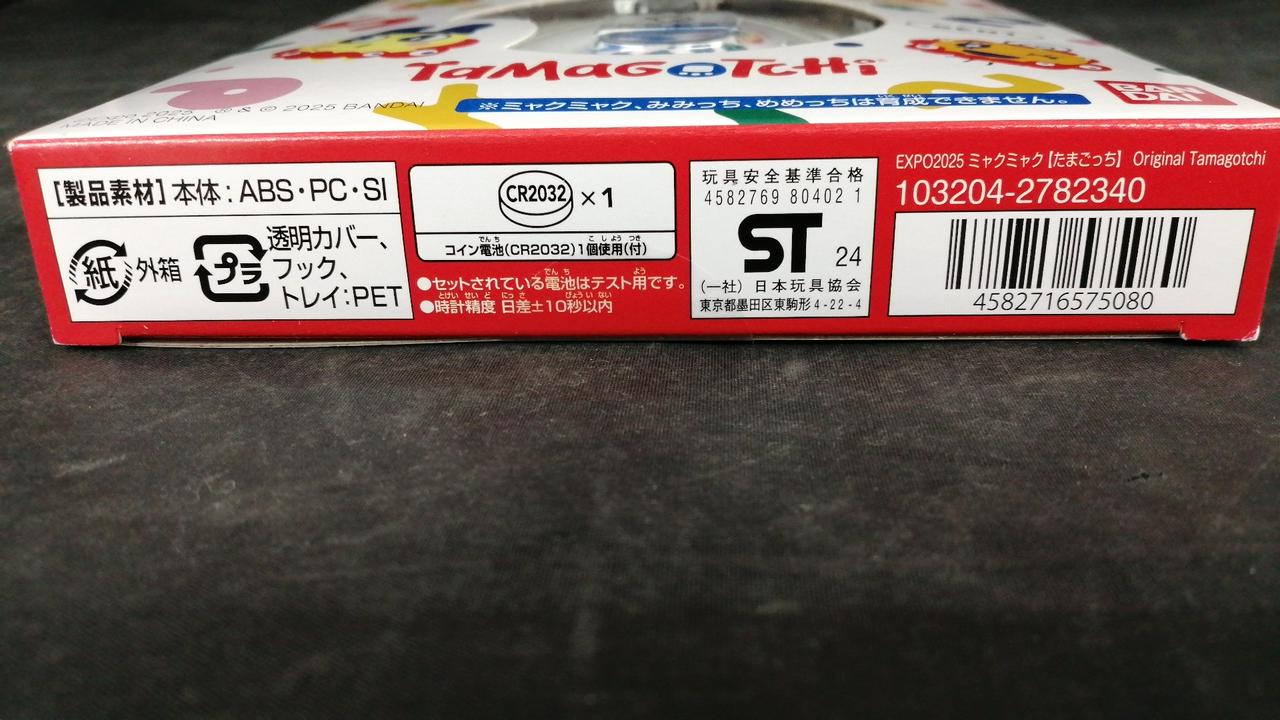 TaMaGOTCHi
© & © 2025 BANDAI
MADE IN CHINA
※ミャクミャク、みみっち、めめっちは育成できません。
BAN
DAI
[製品素材]本体:ABS・PC・SI
紙 外箱
プラ
透明カバー、
フック、
トレイ:PET
CR2032 ×1
コイン電池(CR2032)1個使用(付)
●セットされている電池はテスト用です。
●時計精度 日差±10秒以内
玩具安全基準合格
4582769 80402 1
ST 24
(一社) 日本玩具協会
東京都墨田区東駒形4-22-4
EXPO2025 ミャクミャク【たまごっち】 Original Tamagotchi
103204-2782340
4582716575080